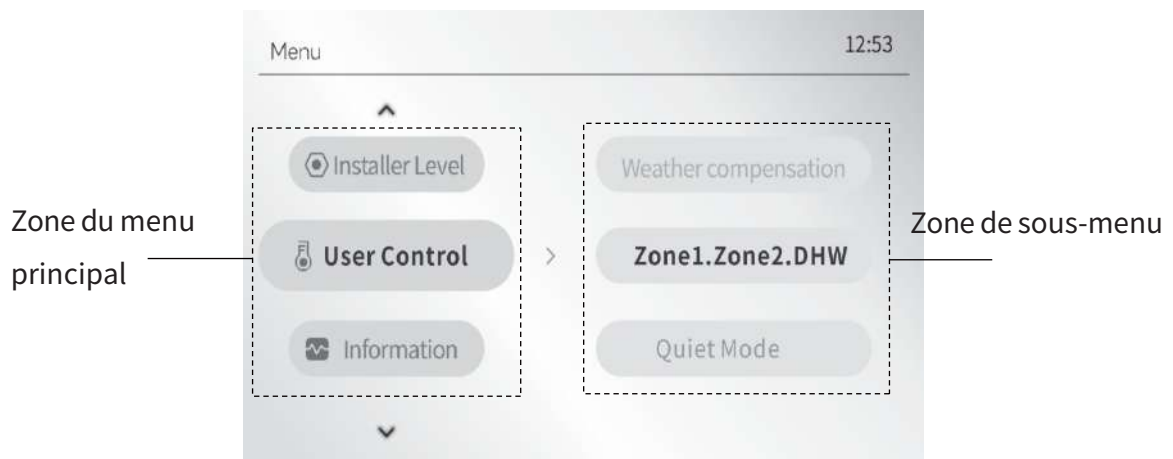 Menu
12:53
Installer Level
Weather compensation
Zone du menu
principal
User Control
Zone1.Zone2.DHW
Zone de sous-menu
Information
Quiet Mode